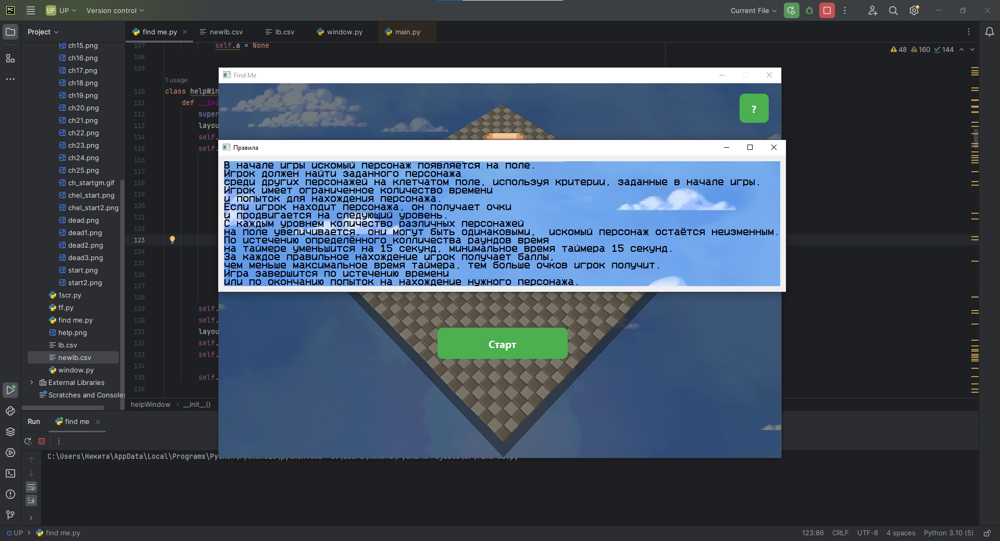 PC
UP UP
Version control
Current File
Project
find me.py
newlb.csv
lb.csv
window.py
main.py
48 160 144
ch15.png
ch16.png
ch17.png
ch18.png
ch19.png
ch20.png
ch21.png
ch22.png
ch23.png
ch24.png
ch25.png
ch_startgm.gif
chel_start.png
chel_start2.png
dead.png
dead1.png
dead2.png
dead3.png
start.png
start2.png
1scr.py
ff.py
find me.py
help.png
lb.csv
newlb.csv
window.py
External Libraries
Scratches and Consoles
107 self.a = None
108
109
1 usage
110 class helpWin
111 def __ini
112 super
113 layou
114 self.
115 self.
116
117
118
119
120
121
122
123
124
125
126
127
128
129 self.
130 self.
131 layou
132 self.
133 self.
134
135 self.
136
helpWindow › __init__()
Find Me
?
Правила
В начале игры искомый персонаж появляется на поле.
Игрок должен найти заданного персонажа
среди других персонажей на клетчатом поле, используя критерии, заданные в начале игры.
Игрок имеет ограниченное количество времени
и попыток для нахождения персонажа.
Если игрок находит персонажа, он получает очки
и продвигается на следующий уровень.
С каждым уровнем количество различных персонажей
на поле увеличивается, они могут быть одинаковыми,  искомый персонаж остаётся неизменным.
По истечению определённого колличества раундов время
на таймере уменьшится на 15 секунд, минимальное время таймера 15 секунд.
За каждое правильное нахождение игрок получает баллы,
чем меньше максимальное время таймера, тем больше очков игрок получит.
Игра завершится по истечению времени
или по окончанию попыток на нахождение нужного персонажа.
Старт
Run
find me
C:\Users\Никита\AppData\Local\Programs\Py
UP › find me.py
123:86
CRLF
UTF-8
4 spaces
Python 3.10 (5)